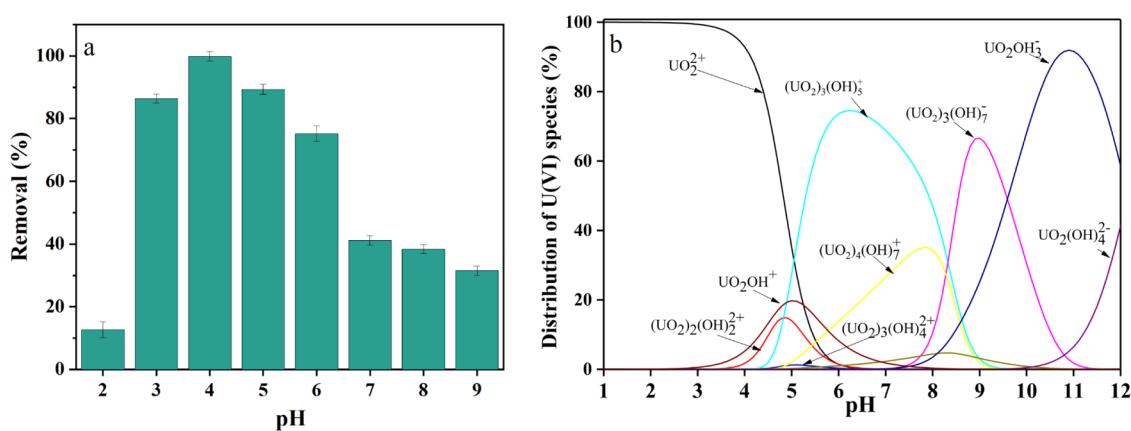 a
Removal (%)
100
80
60
40
20
0
2 3 4 5 6 7 8 9
pH
b
Distribution of U(VI) species (%)
100
80
60
40
20
0
UO₂²⁺
(UO₂)₃(OH)₅⁺
(UO₂)₃(OH)₇⁻
UO₂OH₃⁻
UO₂(OH)₄²⁻
(UO₂)₄(OH)₇⁺
UO₂OH⁺
(UO₂)₂(OH)₂²⁺
(UO₂)₃(OH)₄²⁺
1 2 3 4 5 6 7 8 9 10 11 12
pH